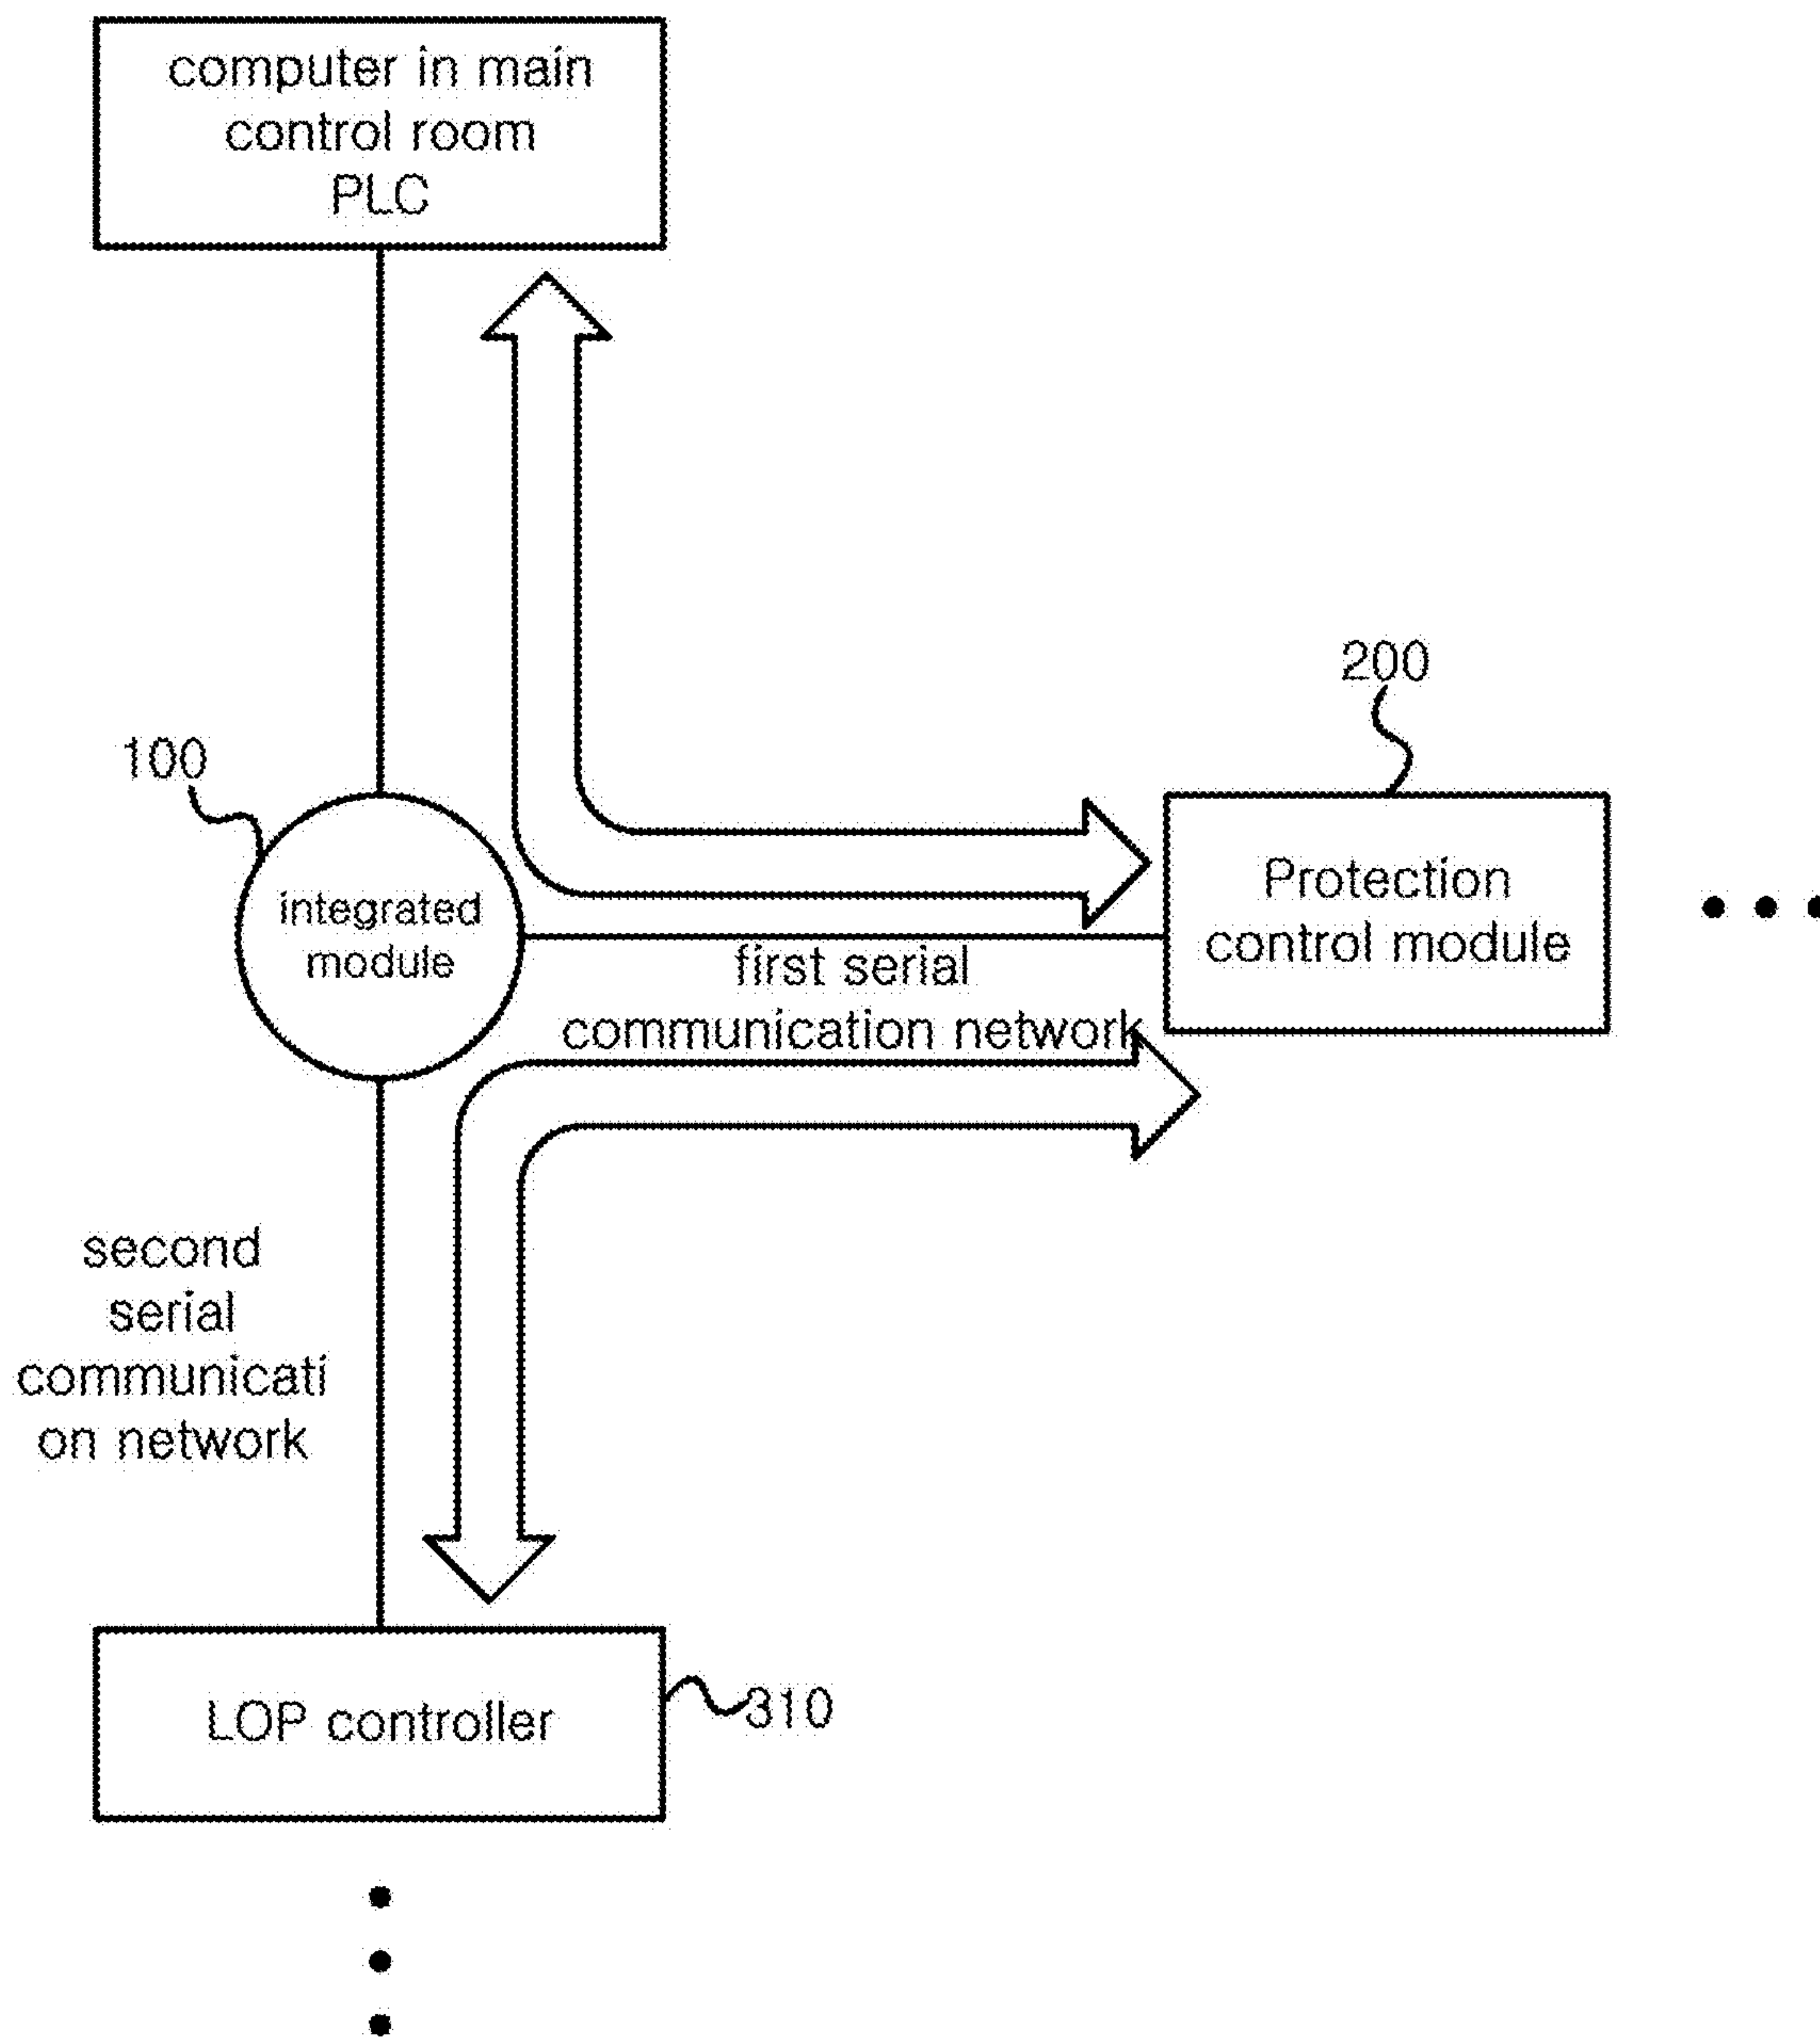 computer in main
control room
PLC
200
100
integrated
module
Protection
control module
first serial
communication network
second
serial
communicati
on network
LOP controller
310